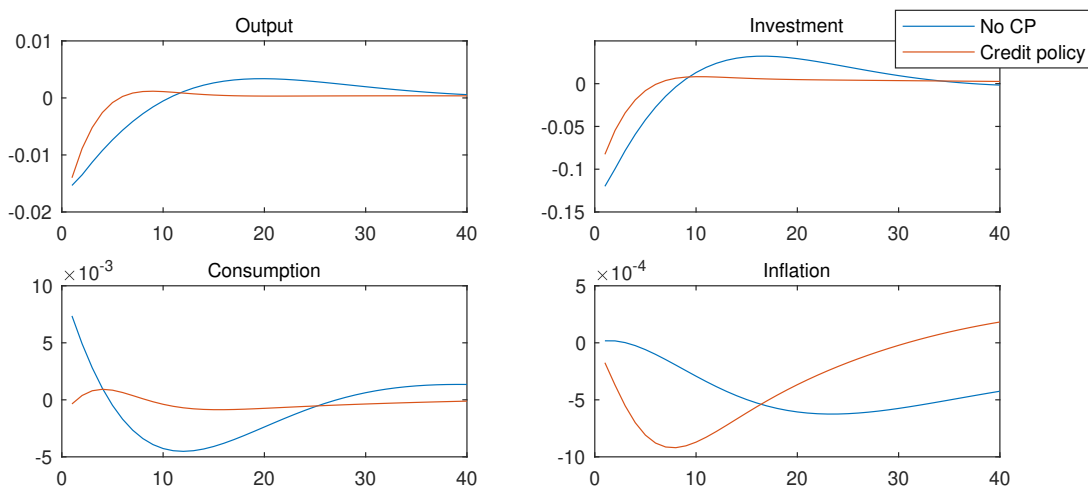 Output
0.01
0
-0.01
-0.02
0 10 20 30 40
Investment
0
-0.05
-0.1
-0.15
0 10 20 30 40
No CP
Credit policy
×10⁻³
Consumption
10
5
0
-5
0 10 20 30 40
×10⁻⁴
Inflation
5
0
-5
-10
0 10 20 30 40